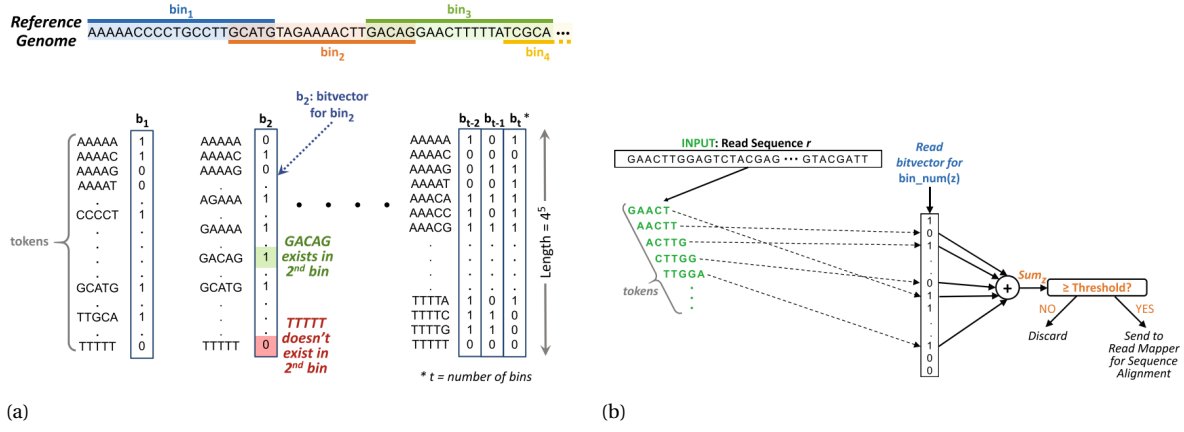 bin1
bin3
Reference
Genome
AAAAACCCCTGCCTTGCATGTAGAAAACTTGACAGGAACTTTTTATCGCA •••
bin2
bin4
b2: bitvector
for bin2
b1
b2
bt-2 bt-1 bt *
AAAAA 1
AAAAC 1
AAAAG 0
AAAAT 0
.
CCCCT 1
.
.
.
.
GCATG 1
.
TTGCA 1
.
TTTTT 0
tokens
AAAAA 0
AAAAC 1
AAAAG 0
.
AGAAA 1
.
GAAAA 1
.
GACAG 1
.
GCATG 1
.
.
.
TTTTT 0
GACAG
exists in
2nd bin
TTTTT
doesn't
exist in
2nd bin
• • • •
AAAAA 1 0 1
AAAAC 0 0 0
AAAAG 1 1 0
AAAAT 0 0 1
AAACA 1 1 1
AAACC 1 0 1
AAACG 1 1 1
. . . .
. . . .
. . . .
. . . .
TTTTA 1 0 1
TTTTC 1 1 0
TTTTG 1 1 0
TTTTT 0 0 0
Length = 4^5
* t = number of bins
(a)
INPUT: Read Sequence r
GAACTTGGAGTCTACGAG ••• GTACGATT
Read
bitvector for
bin_num(z)
GAACT
AACTT
ACTTG
CTTGG
TTGGA
.
.
.
tokens
1
0
1
.
.
0
1
1
.
.
1
0
0
+
Sumz
≥ Threshold?
NO
YES
Discard
Send to
Read Mapper
for Sequence
Alignment
(b)